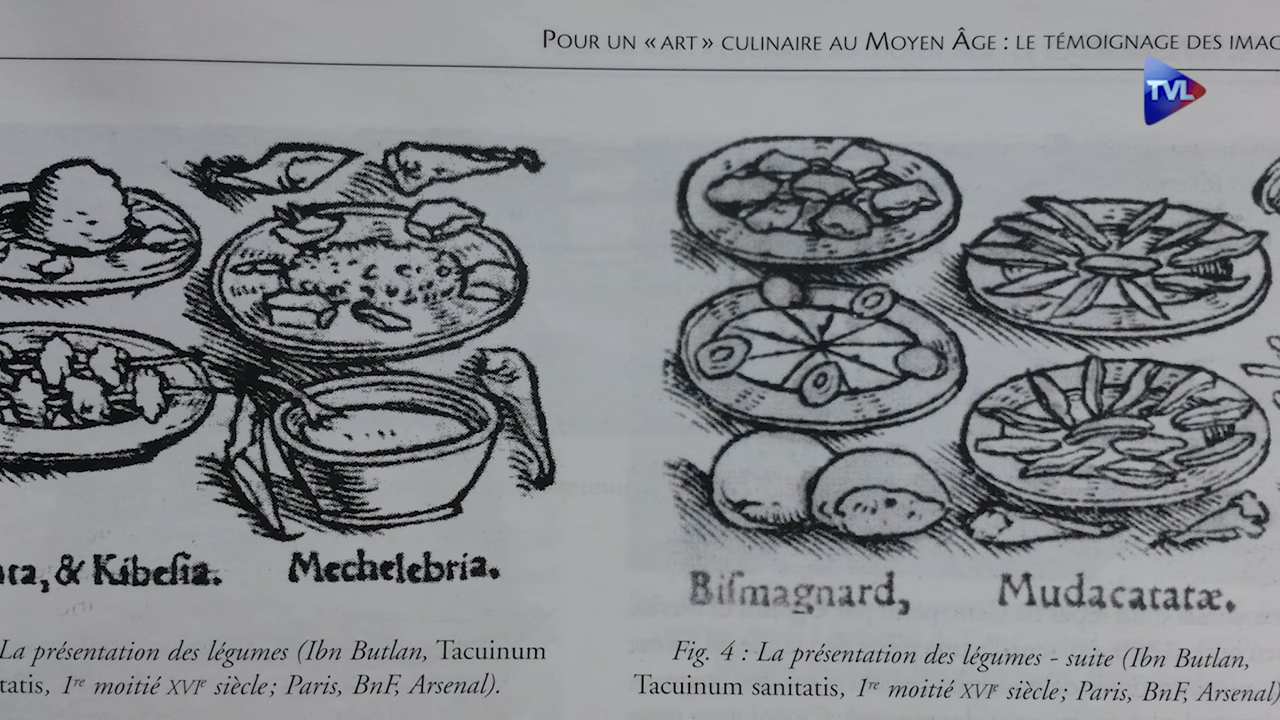 POUR UN « ART » CULINAIRE AU MOYEN ÂGE : LE TÉMOIGNAGE DES IMAG
TVL
ata, & Kibeſia.
Mechelebria.
La présentation des légumes (Ibn Butlan, Tacuinum
tatis, 1re moitié XVIe siècle ; Paris, BnF, Arsenal).
Biſmagnard,
Mudacatatæ.
Fig. 4 : La présentation des légumes - suite (Ibn Butlan,
Tacuinum sanitatis, 1re moitié XVIe siècle ; Paris, BnF, Arsenal)